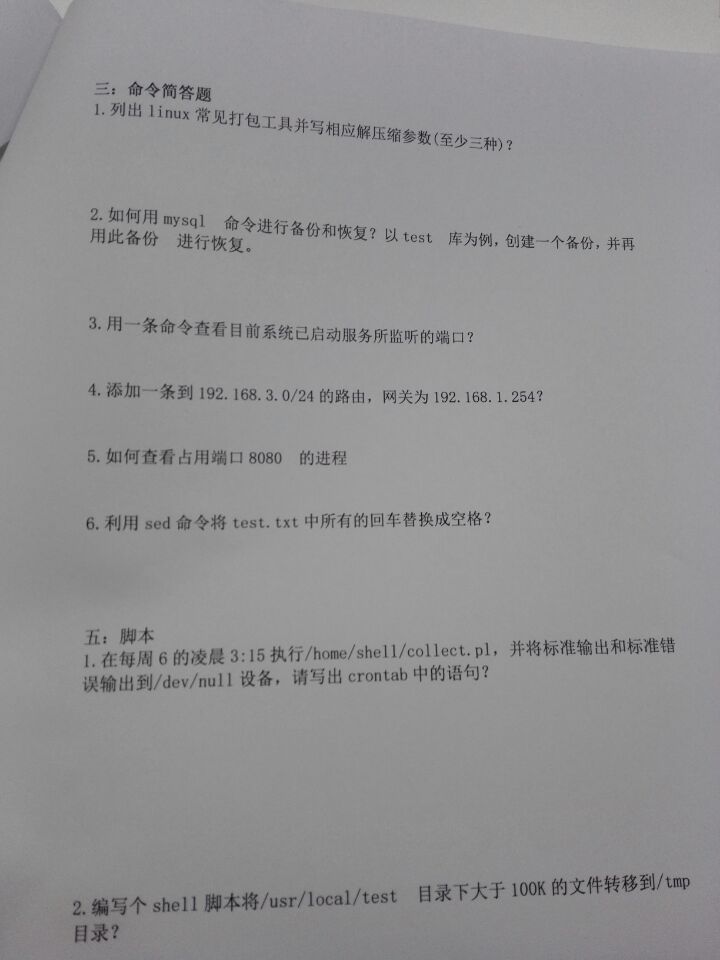 三：命令简答题
1.列出 linux 常见打包工具并写相应解压缩参数(至少三种)？
2.如何用 mysql 命令进行备份和恢复？以 test 库为例，创建一个备份，并再
用此备份 进行恢复。
3.用一条命令查看目前系统已启动服务所监听的端口？
4.添加一条到 192.168.3.0/24 的路由，网关为 192.168.1.254？
5.如何查看占用端口 8080 的进程
6.利用 sed 命令将 test.txt 中所有的回车替换成空格？
五：脚本
1.在每周 6 的凌晨 3:15 执行/home/shell/collect.pl，并将标准输出和标准错
误输出到/dev/null 设备，请写出 crontab 中的语句？
2.编写个 shell 脚本将/usr/local/test 目录下大于 100K 的文件转移到/tmp
目录？